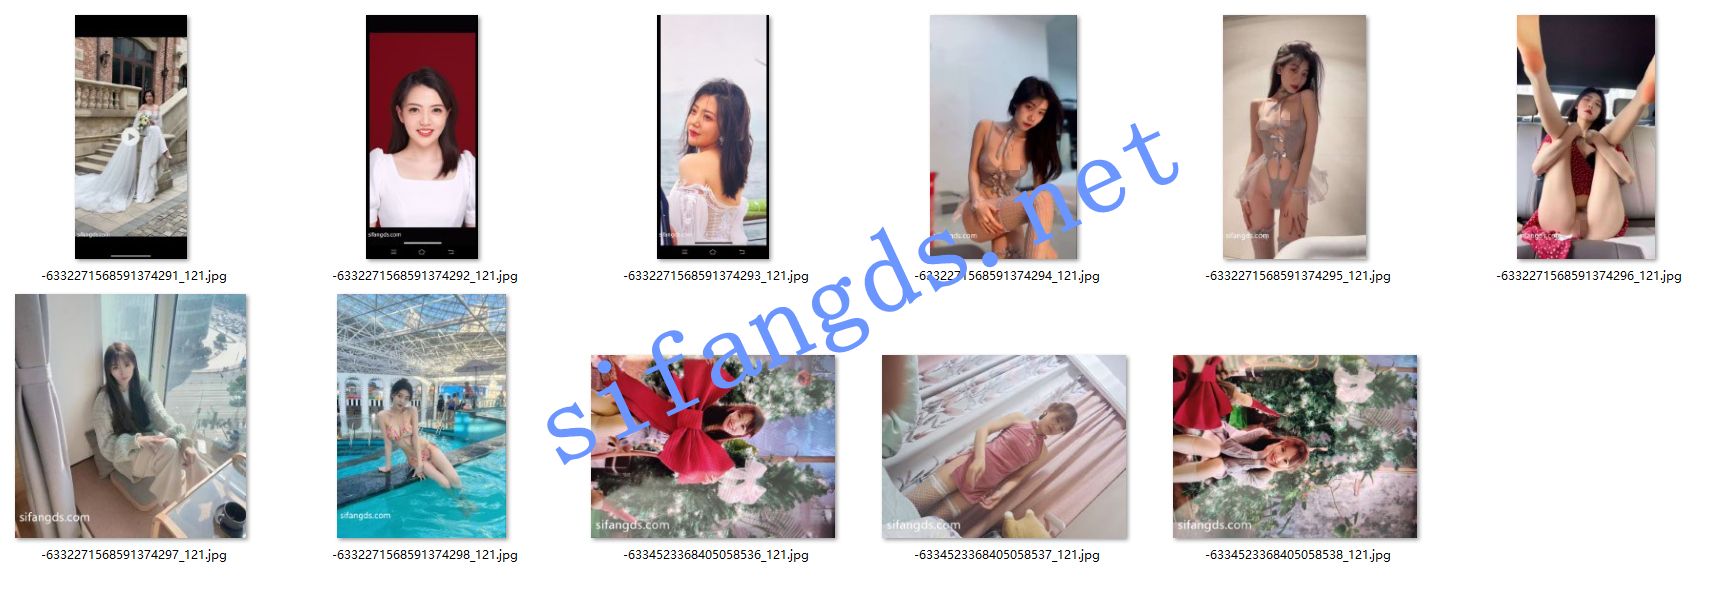 sifangds.com
sifangds.com
sifangds.com
sifangds.com
sifangds.com
sifangds.com
-6332271568591374291_121.jpg
-6332271568591374292_121.jpg
-6332271568591374293_121.jpg
-6332271568591374294_121.jpg
-6332271568591374295_121.jpg
-6332271568591374296_121.jpg
sifangds.net
sifangds.com
sifangds.com
sifangds.com
sifangds.com
sifangds.com
-6332271568591374297_121.jpg
-6332271568591374298_121.jpg
-6334523368405058536_121.jpg
-6334523368405058537_121.jpg
-6334523368405058538_121.jpg